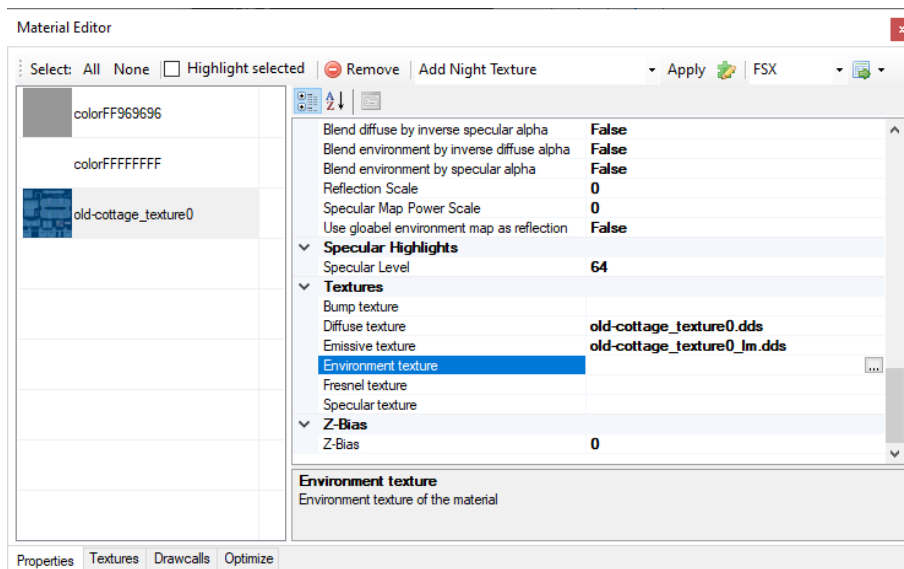 Material Editor
Select: All None Highlight selected Remove Add Night Texture Apply FSX
colorFF969696
colorFFFFFFFF
old-cottage_texture0
Blend diffuse by inverse specular alpha False
Blend environment by inverse diffuse alpha False
Blend environment by specular alpha False
Reflection Scale 0
Specular Map Power Scale 0
Use gloabel environment map as reflection False
Specular Highlights
Specular Level 64
Textures
Bump texture
Diffuse texture old-cottage_texture0.dds
Emissive texture old-cottage_texture0_lm.dds
Environment texture ...
Fresnel texture
Specular texture
Z-Bias
Z-Bias 0
Environment texture
Environment texture of the material
Properties Textures Drawcalls Optimize